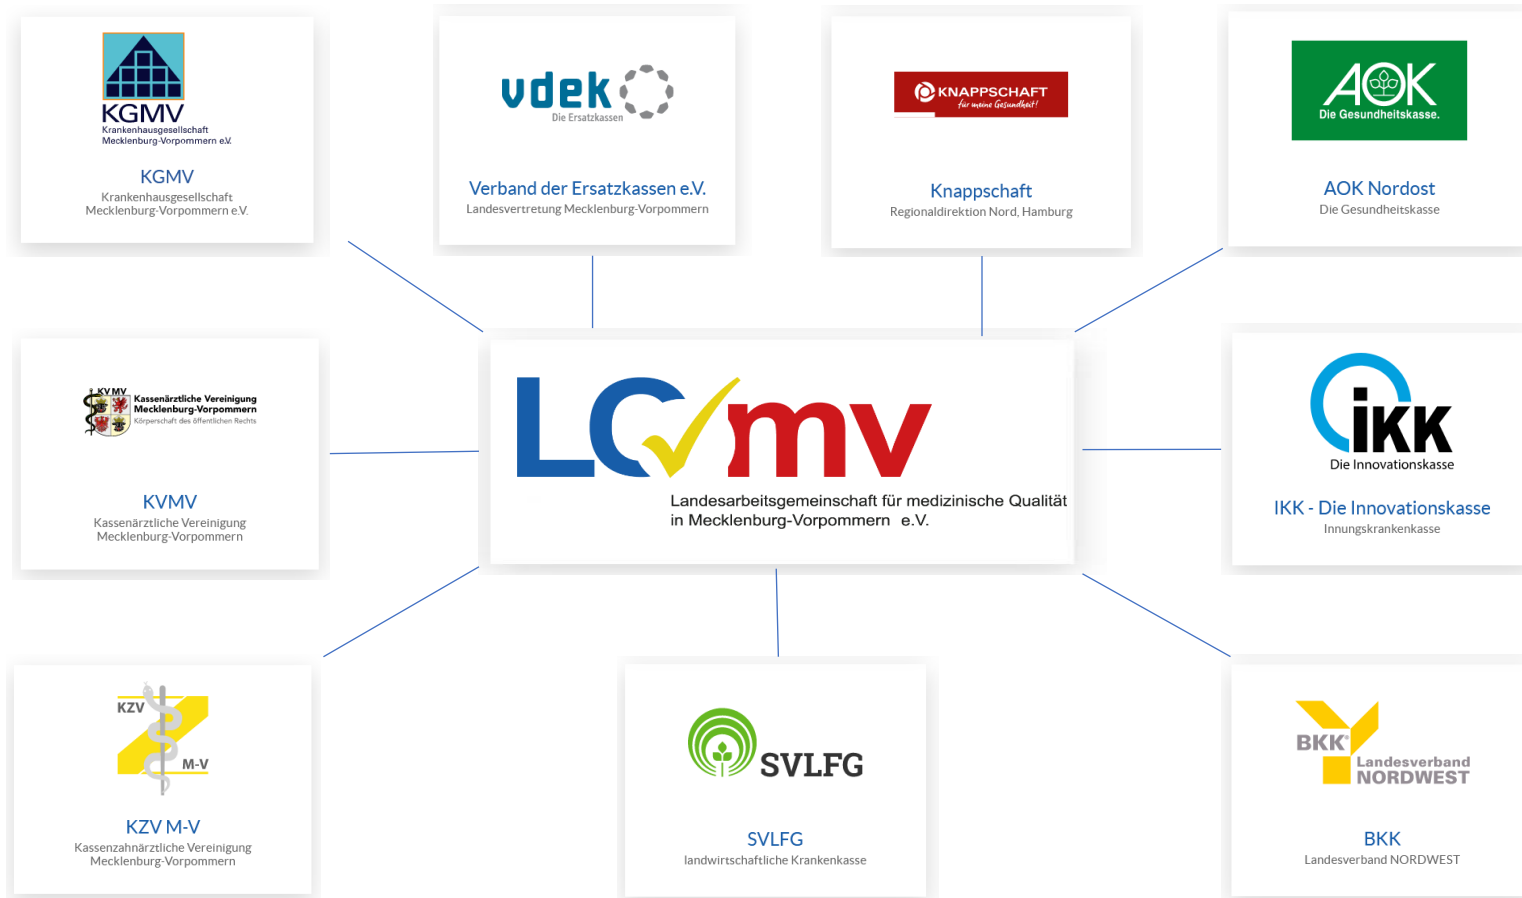 KGMV
Krankenhausgesellschaft
Mecklenburg-Vorpommern e.V.
KGMV
Krankenhausgesellschaft
Mecklenburg-Vorpommern e.V.
vdek
Die Ersatzkassen
Verband der Ersatzkassen e.V.
Landesvertretung Mecklenburg-Vorpommern
KNAPPSCHAFT
für meine Gesundheit!
Knappschaft
Regionaldirektion Nord, Hamburg
AOK
Die Gesundheitskasse.
AOK Nordost
Die Gesundheitskasse
KV MV
Kassenärztliche Vereinigung
Mecklenburg-Vorpommern
Körperschaft des öffentlichen Rechts
KVMV
Kassenärztliche Vereinigung
Mecklenburg-Vorpommern
LQmv
Landesarbeitsgemeinschaft für medizinische Qualität
in Mecklenburg-Vorpommern e.V.
iKK
Die Innovationskasse
IKK - Die Innovationskasse
Innungskrankenkasse
KZV
M-V
KZV M-V
Kassenzahnärztliche Vereinigung
Mecklenburg-Vorpommern
SVLFG
SVLFG
landwirtschaftliche Krankenkasse
BKK®
Landesverband
NORDWEST
BKK
Landesverband NORDWEST